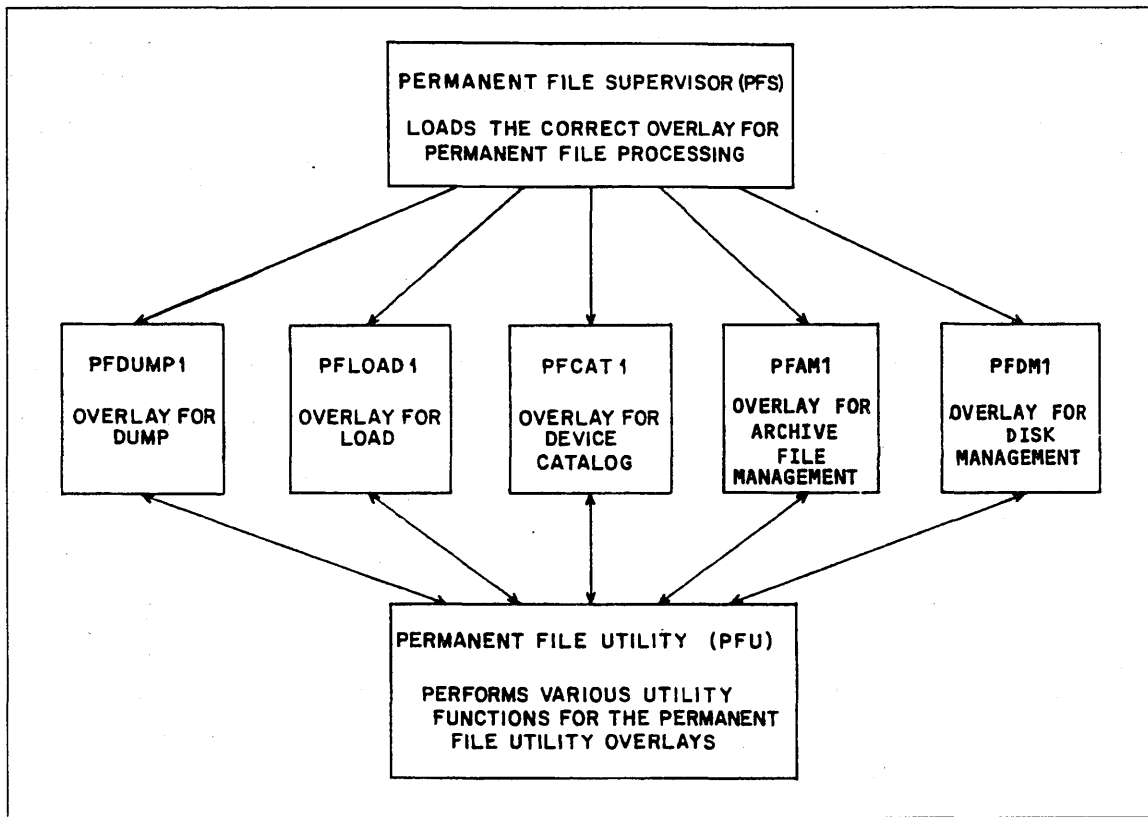 PERMANENT FILE SUPERVISOR (PFS)
LOADS THE CORRECT OVERLAY FOR
PERMANENT FILE PROCESSING
PFDUMP1
OVERLAY FOR
DUMP
PFLOAD1
OVERLAY FOR
LOAD
PFCAT1
OVERLAY FOR
DEVICE
CATALOG
PFAM1
OVERLAY FOR
ARCHIVE
FILE
MANAGEMENT
PFDM1
OVERLAY FOR
DISK
MANAGEMENT
PERMANENT FILE UTILITY (PFU)
PERFORMS VARIOUS UTILITY
FUNCTIONS FOR THE PERMANENT
FILE UTILITY OVERLAYS